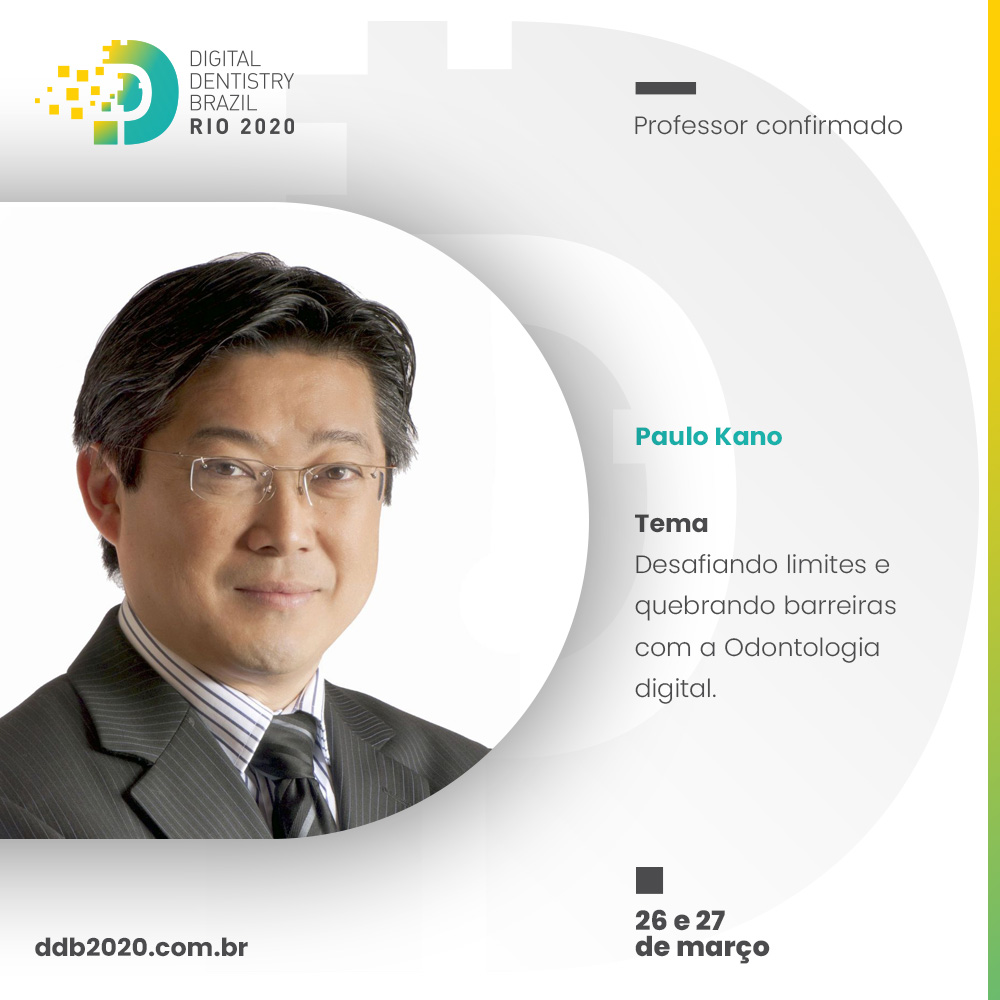 DIGITAL
DENTISTRY
BRAZIL
RIO 2020
Professor confirmado
Paulo Kano
Tema
Desafiando limites e
quebrando barreiras
com a Odontologia
digital.
26 e 27
de março
ddb2020.com.br